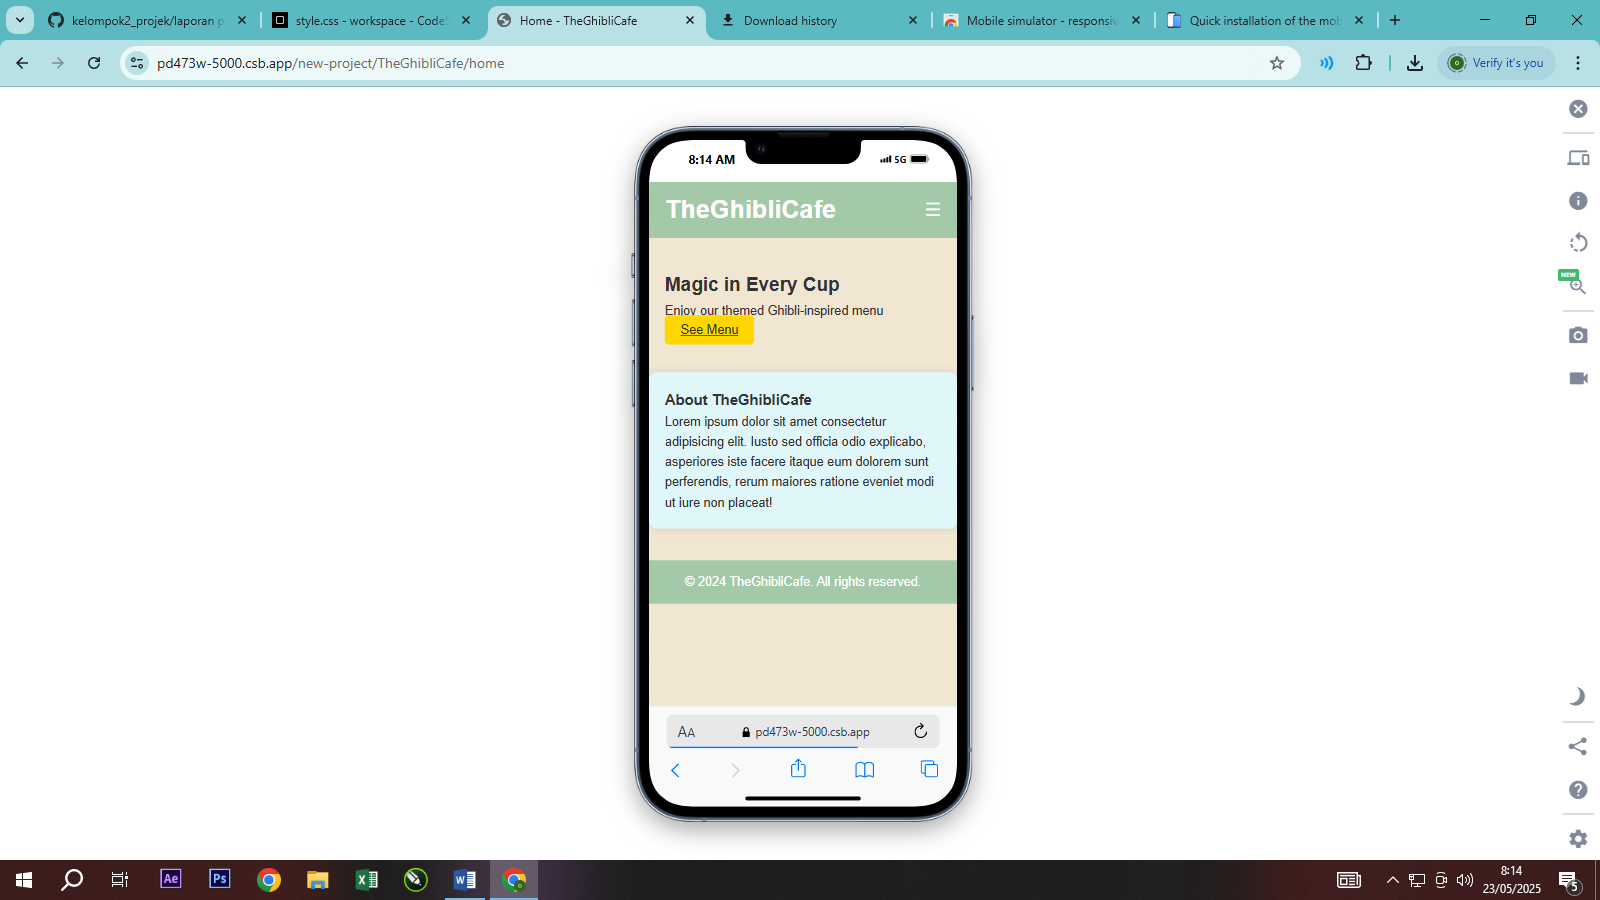 kelompok2_projek/laporan p
style.css - workspace - CodeS
Home - TheGhibliCafe
Download history
Mobile simulator - responsiv
Quick installation of the mob
pd473w-5000.csb.app/new-project/TheGhibliCafe/home
Verify it's you
8:14 AM
5G
TheGhibliCafe
Magic in Every Cup
Enjoy our themed Ghibli-inspired menu
See Menu
About TheGhibliCafe
Lorem ipsum dolor sit amet consectetur
adipisicing elit. Iusto sed officia odio explicabo,
asperiores iste facere itaque eum dolorem sunt
perferendis, rerum maiores ratione eveniet modi
ut iure non placeat!
© 2024 TheGhibliCafe. All rights reserved.
AA
pd473w-5000.csb.app
NEW
Ae
Ps
8:14
23/05/2025
5